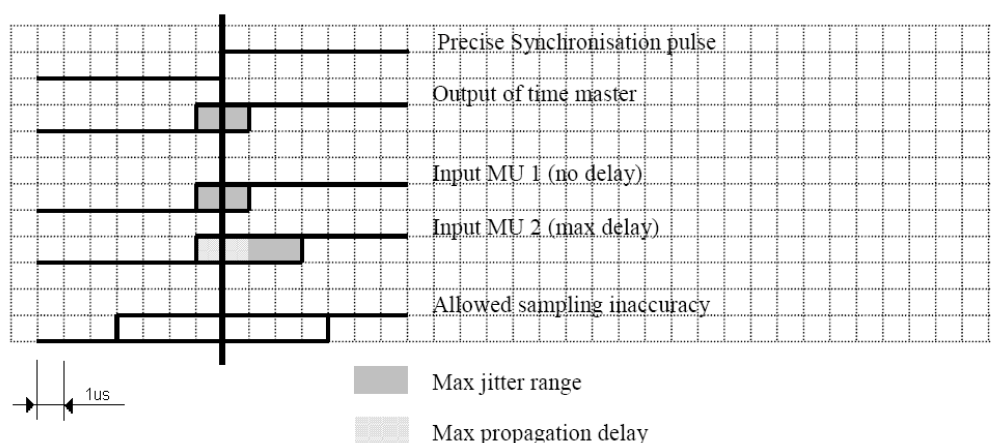 Precise Synchronisation pulse
Output of time master
Input MU 1 (no delay)
Input MU 2 (max delay)
Allowed sampling inaccuracy
1us
Max jitter range
Max propagation delay